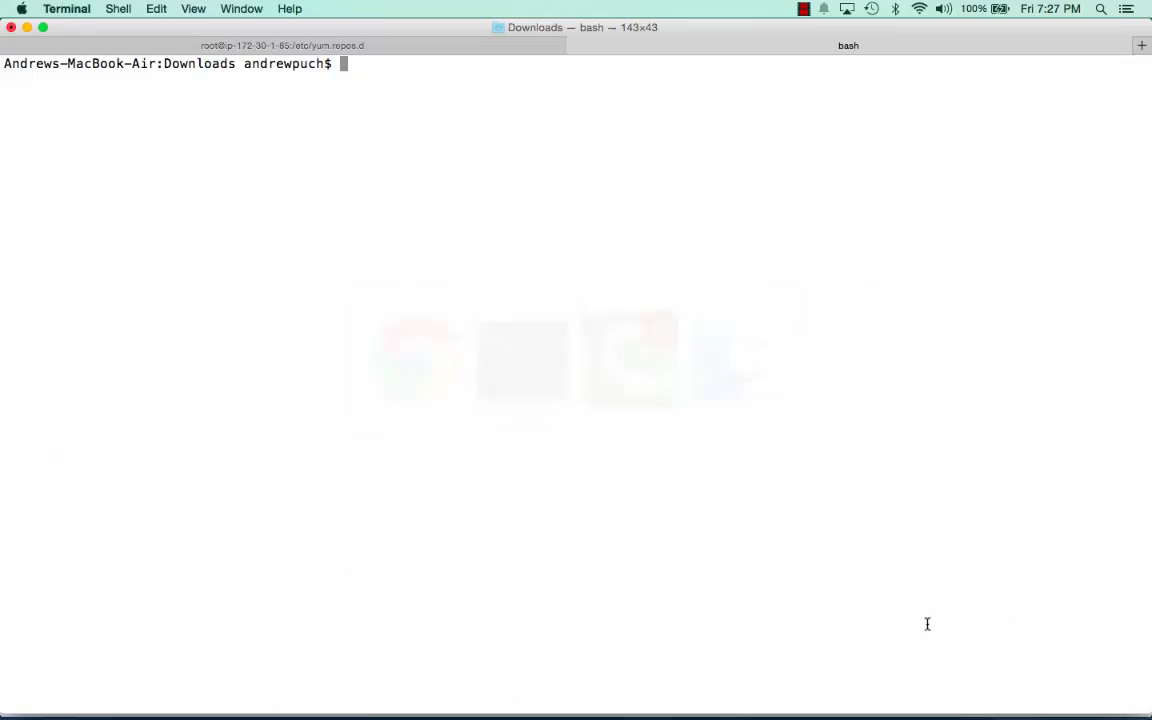 Terminal Shell Edit View Window Help 100% Fri 7:27 PM
Downloads — bash — 143×43
root@ip-172-30-1-85:/etc/yum.repos.d bash +
Andrews-MacBook-Air:Downloads andrewpuch$